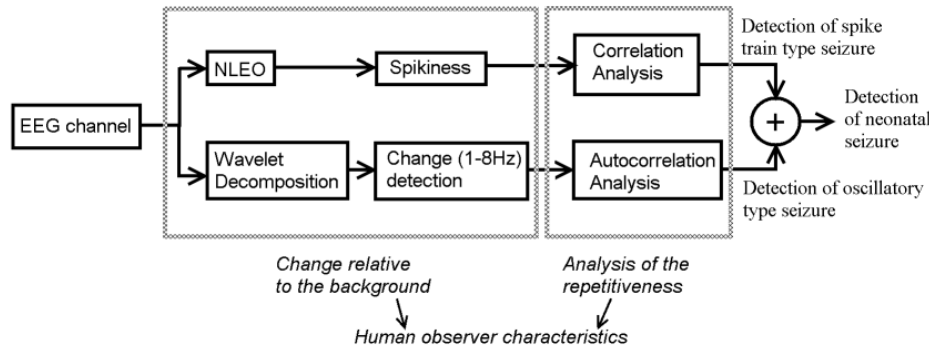 EEG channel
NLEO
Spikiness
Wavelet
Decomposition
Change (1-8Hz)
detection
Correlation
Analysis
Autocorrelation
Analysis
Detection of spike
train type seizure
+
Detection
of neonatal
seizure
Detection of oscillatory
type seizure
Change relative
to the background
Analysis of the
repetitiveness
Human observer characteristics